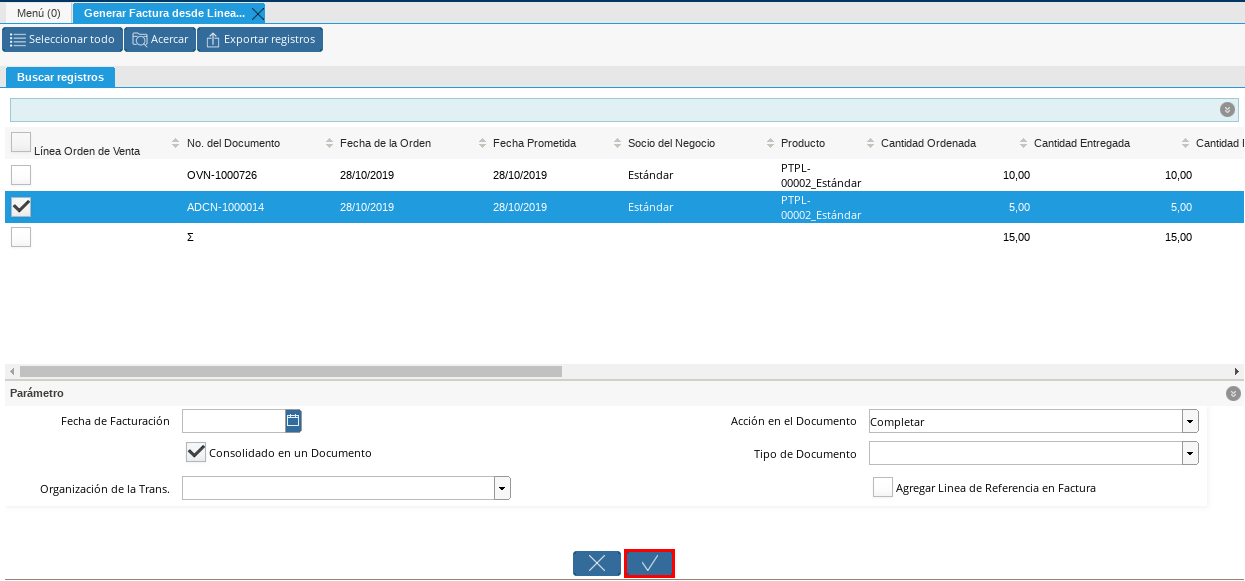 Menú (0)
Generar Factura desde Linea...
Seleccionar todo
Acercar
Exportar registros
Buscar registros
Línea Orden de Venta No. del Documento Fecha de la Orden Fecha Prometida Socio del Negocio Producto Cantidad Ordenada Cantidad Entregada Cantidad
OVN-1000726 28/10/2019 28/10/2019 Estándar PTPL-
00002_Estándar 10,00 10,00
ADCN-1000014 28/10/2019 28/10/2019 Estándar PTPL-
00002_Estándar 5,00 5,00
Σ 15,00 15,00
Parámetro
Fecha de Facturación
Acción en el Documento Completar
Consolidado en un Documento
Tipo de Documento
Organización de la Trans.
Agregar Linea de Referencia en Factura